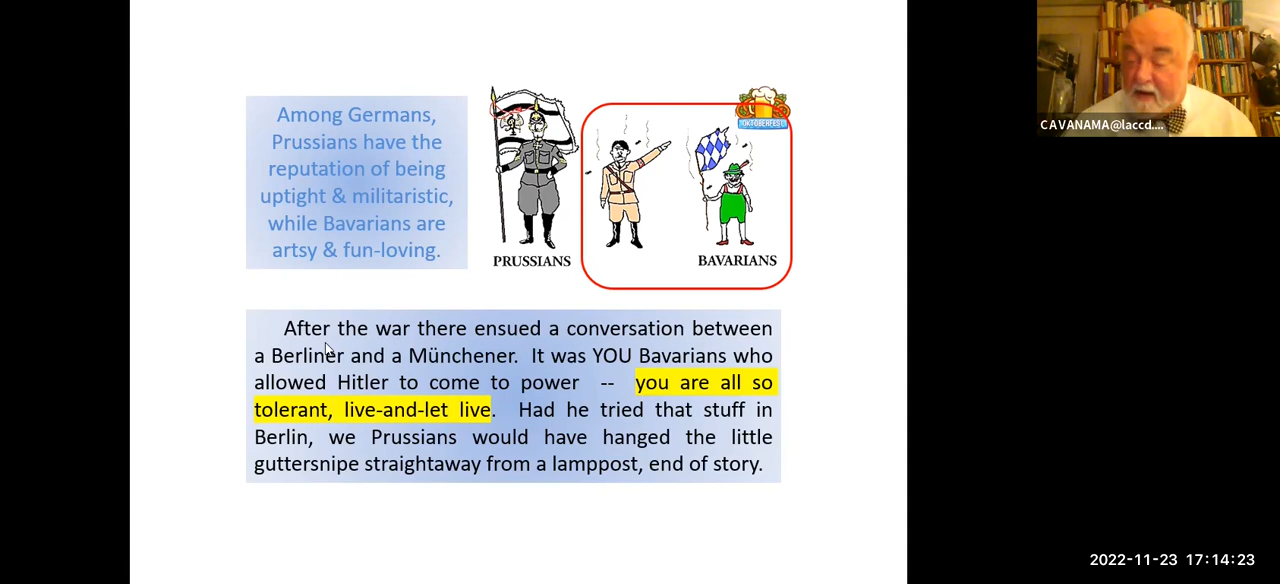 Among Germans,
Prussians have the
reputation of being
uptight & militaristic,
while Bavarians are
artsy & fun-loving.
OKTOBERFEST
PRUSSIANS
BAVARIANS
After the war there ensued a conversation between
a Berliner and a Münchener. It was YOU Bavarians who
allowed Hitler to come to power -- you are all so
tolerant, live-and-let live. Had he tried that stuff in
Berlin, we Prussians would have hanged the little
guttersnipe straightaway from a lamppost, end of story.
CAVANAMA@laccd....
2022-11-23 17:14:23